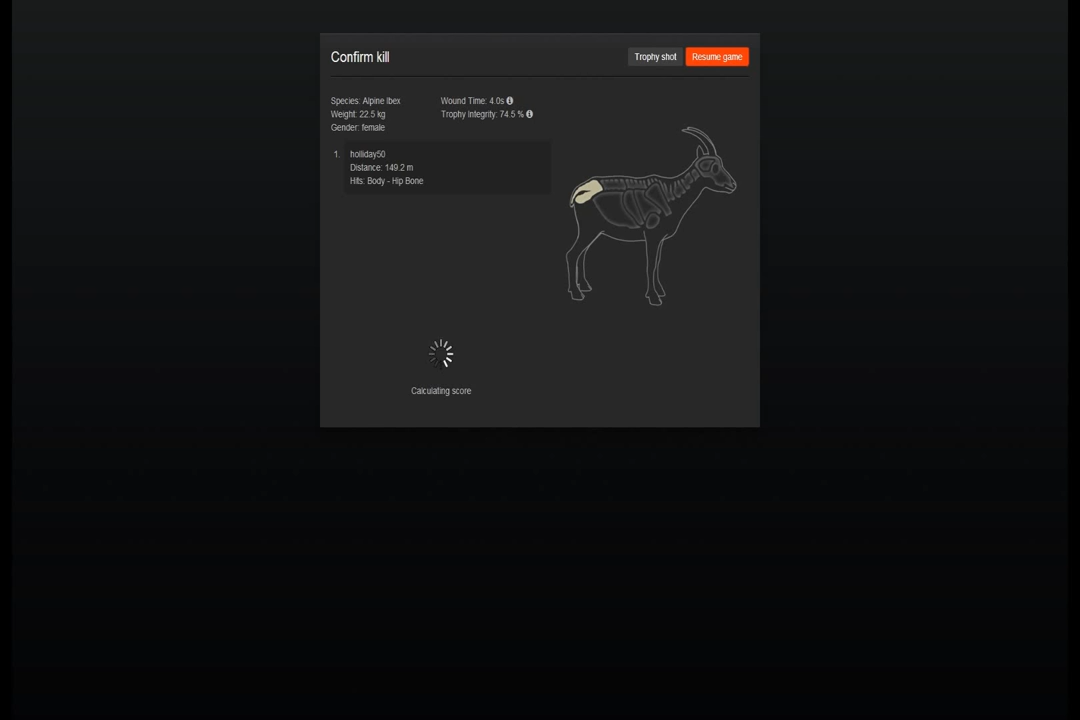 Confirm kill
Trophy shot
Resume game
Species: Alpine Ibex
Weight: 22.5 kg
Gender: female
Wound Time: 4.0s
Trophy Integrity: 74.5 %
1.
holliday50
Distance: 149.2 m
Hits: Body - Hip Bone
Calculating score